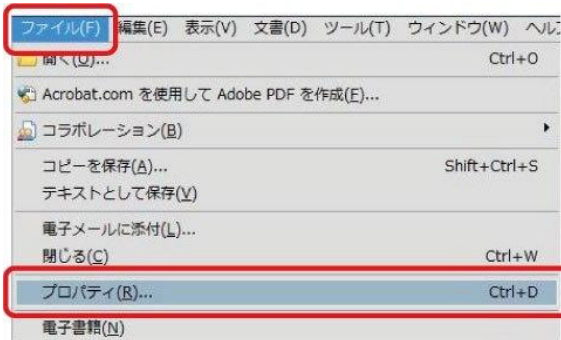 ファイル(F) 編集(E) 表示(V) 文書(D) ツール(T) ウィンドウ(W) ヘル
開く(O)... Ctrl+O
Acrobat.com を使用して Adobe PDF を作成(E)...
コラボレーション(B)
コピーを保存(A)... Shift+Ctrl+S
テキストとして保存(V)
電子メールに添付(L)...
閉じる(C) Ctrl+W
プロパティ(R)... Ctrl+D
電子書籍(N)